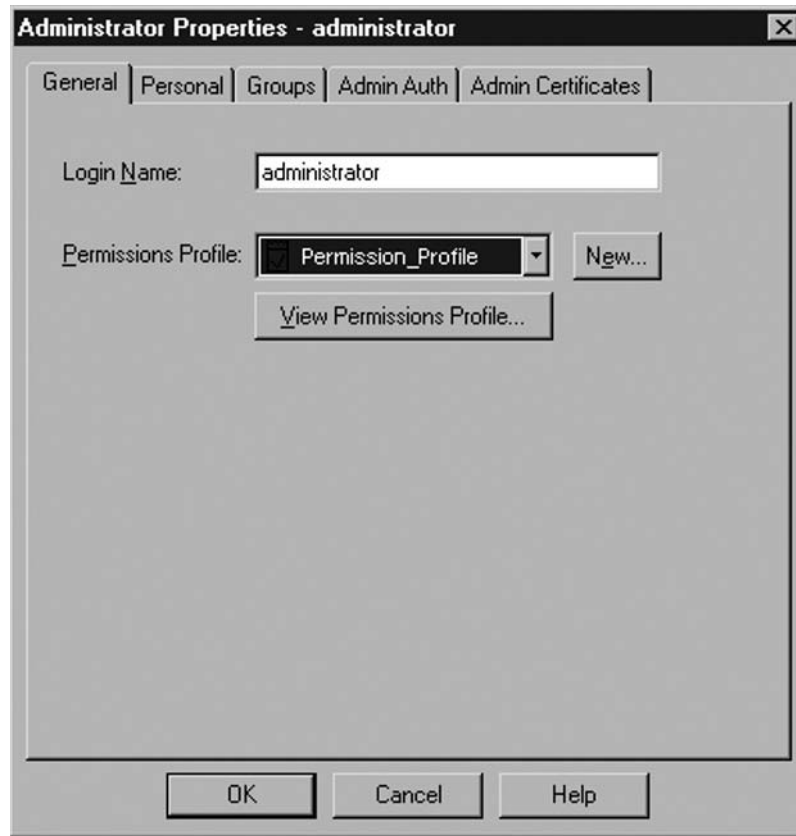 Administrator Properties - administrator
General Personal Groups Admin Auth Admin Certificates
Login Name: administrator
Permissions Profile: Permission_Profile New...
View Permissions Profile...
OK Cancel Help